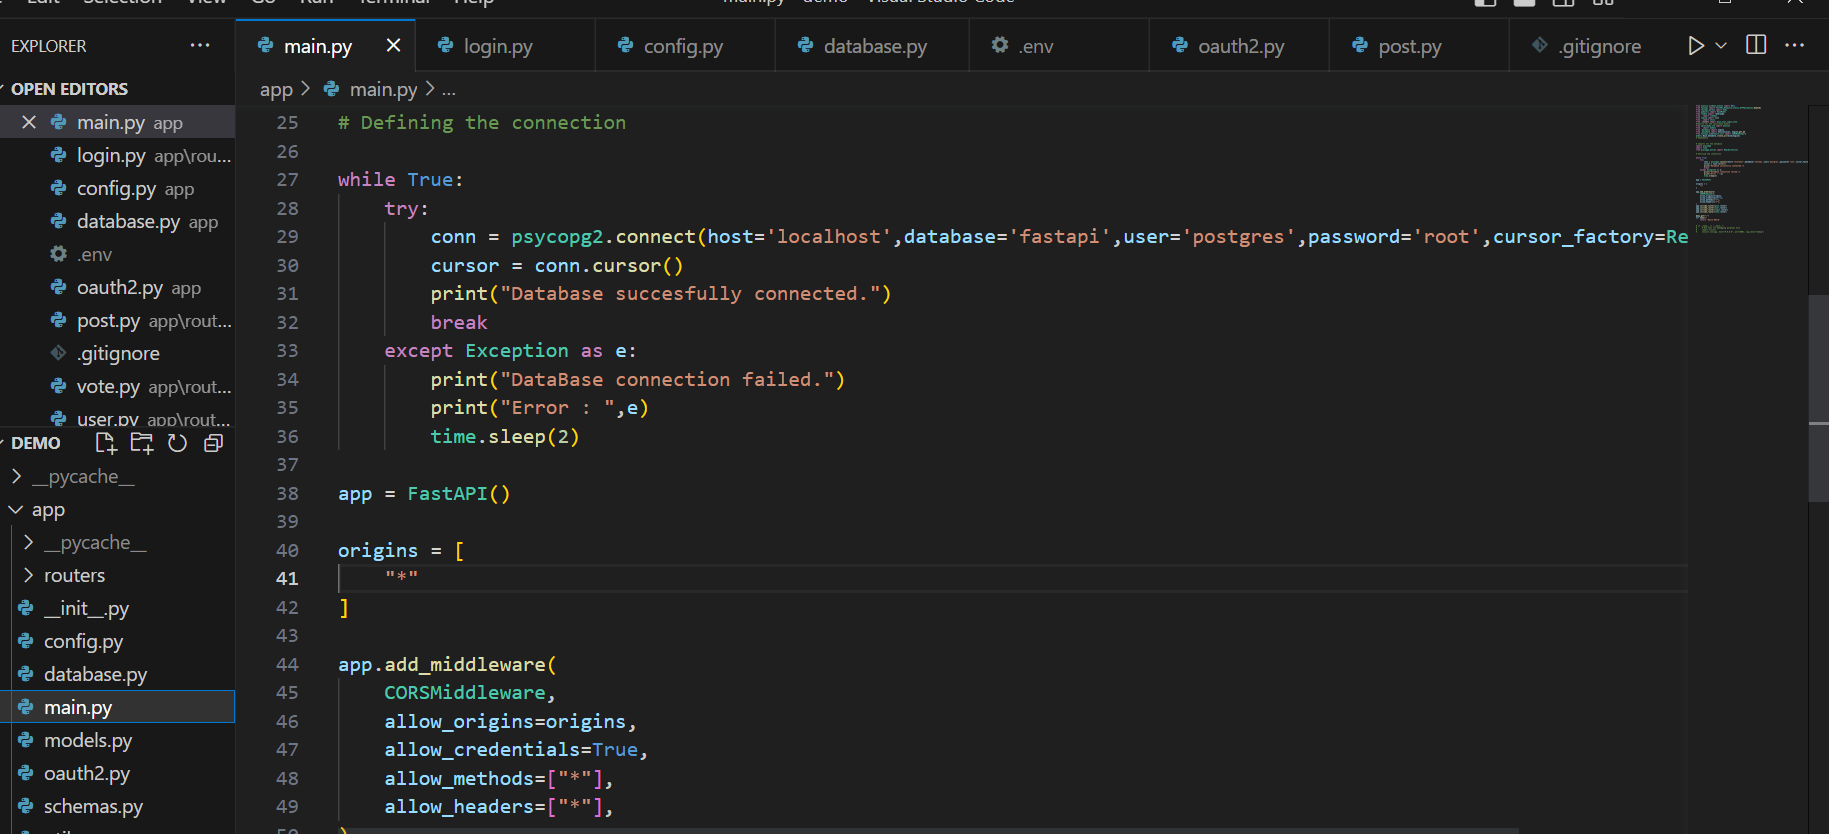 Edit Selection View Go Run Terminal Help
main.py - demo - Visual Studio Code
EXPLORER ...
OPEN EDITORS
main.py app
login.py app\rou...
config.py app
database.py app
.env
oauth2.py app
post.py app\rout...
.gitignore
vote.py app\rout...
user.py app\rout...
DEMO
__pycache__
app
__pycache__
routers
__init__.py
config.py
database.py
main.py
models.py
oauth2.py
schemas.py
main.py login.py config.py database.py .env oauth2.py post.py .gitignore ...
app > main.py > ...
25 # Defining the connection
26
27 while True:
28 try:
29 conn = psycopg2.connect(host='localhost',database='fastapi',user='postgres',password='root',cursor_factory=Re
30 cursor = conn.cursor()
31 print("Database succesfully connected.")
32 break
33 except Exception as e:
34 print("DataBase connection failed.")
35 print("Error : ",e)
36 time.sleep(2)
37
38 app = FastAPI()
39
40 origins = [
41 "*"
42 ]
43
44 app.add_middleware(
45 CORSMiddleware,
46 allow_origins=origins,
47 allow_credentials=True,
48 allow_methods=["*"],
49 allow_headers=["*"],
50 )